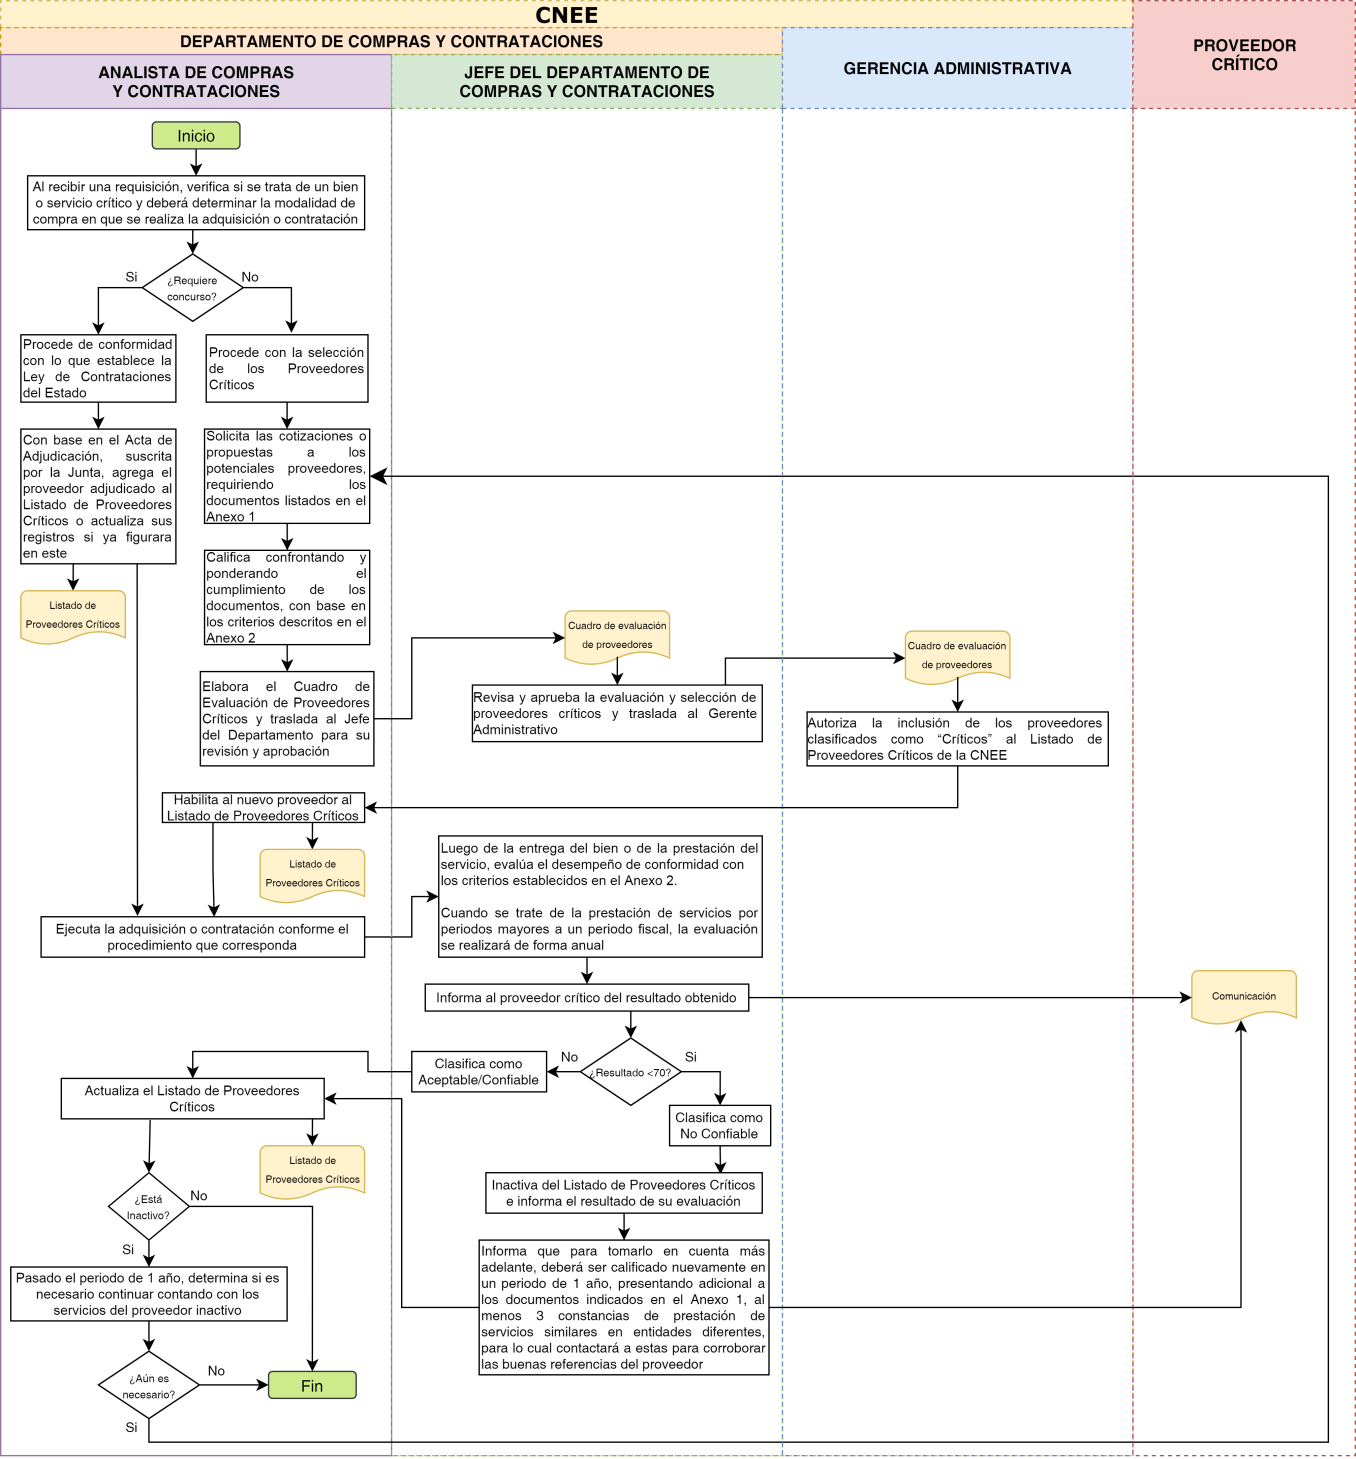 CNEE
DEPARTAMENTO DE COMPRAS Y CONTRATACIONES
ANALISTA DE COMPRAS
Y CONTRATACIONES
JEFE DEL DEPARTAMENTO DE
COMPRAS Y CONTRATACIONES
GERENCIA ADMINISTRATIVA
PROVEEDOR
CRÍTICO
Inicio
Al recibir una requisición, verifica si se trata de un bien
o servicio crítico y deberá determinar la modalidad de
compra en que se realiza la adquisición o contratación
Si
¿Requiere
concurso?
No
Procede de conformidad
con lo que establece la
Ley de Contrataciones
del Estado
Procede con la selección
de los Proveedores
Críticos
Con base en el Acta de
Adjudicación, suscrita
por la Junta, agrega el
proveedor adjudicado al
Listado de Proveedores
Críticos o actualiza sus
registros si ya figurara
en este
Solicita las cotizaciones o
propuestas a los
potenciales proveedores,
requiriendo los
documentos listados en el
Anexo 1
Listado de
Proveedores Críticos
Califica confrontando y
ponderando el
cumplimiento de los
documentos, con base en
los criterios descritos en el
Anexo 2
Elabora el Cuadro de
Evaluación de Proveedores
Críticos y traslada al Jefe
del Departamento para su
revisión y aprobación
Cuadro de evaluación
de proveedores
Revisa y aprueba la evaluación y selección de
proveedores críticos y traslada al Gerente
Administrativo
Cuadro de evaluación
de proveedores
Autoriza la inclusión de los proveedores
clasificados como “Críticos” al Listado de
Proveedores Críticos de la CNEE
Habilita al nuevo proveedor al
Listado de Proveedores Críticos
Listado de
Proveedores Críticos
Ejecuta la adquisición o contratación conforme el
procedimiento que corresponda
Luego de la entrega del bien o de la prestación del
servicio, evalúa el desempeño de conformidad con
los criterios establecidos en el Anexo 2.
Cuando se trate de la prestación de servicios por
periodos mayores a un periodo fiscal, la evaluación
se realizará de forma anual
Informa al proveedor crítico del resultado obtenido
Comunicación
Clasifica como
Aceptable/Confiable
No
¿Resultado <70?
Si
Clasifica como
No Confiable
Actualiza el Listado de Proveedores
Críticos
Listado de
Proveedores Críticos
Inactiva del Listado de Proveedores Críticos
e informa el resultado de su evaluación
¿Está
Inactivo?
No
Si
Informa que para tomarlo en cuenta más
adelante, deberá ser calificado nuevamente en
un periodo de 1 año, presentando adicional a
los documentos indicados en el Anexo 1, al
menos 3 constancias de prestación de
servicios similares en entidades diferentes,
para lo cual contactará a estas para corroborar
las buenas referencias del proveedor
Pasado el periodo de 1 año, determina si es
necesario continuar contando con los
servicios del proveedor inactivo
¿Aún es
necesario?
No
Fin
Si